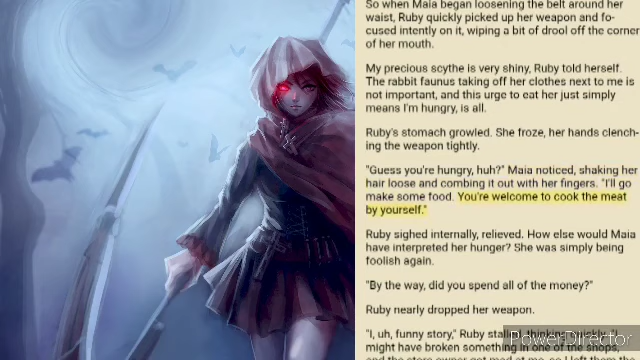 So when Maia began loosening the belt around her
waist, Ruby quickly picked up her weapon and fo-
cused intently on it, wiping a bit of drool off the corner
of her mouth.
My precious scythe is very shiny, Ruby told herself.
The rabbit faunus taking off her clothes next to me is
not important, and this urge to eat her just simply
means I'm hungry, is all.
Ruby's stomach growled. She froze, her hands clench-
ing the weapon tightly.
"Guess you're hungry, huh?" Maia noticed, shaking her
hair loose and combing it out with her fingers. "I'll go
make some food. You're welcome to cook the meat
by yourself."
Ruby sighed internally, relieved. How else would Maia
have interpreted her hunger? She was simply being
foolish again.
"By the way, did you spend all of the money?"
Ruby nearly dropped her weapon.
"I, uh, funny story," Ruby thinking quickly. "I
might have broken something in one of the shops,
PowerDirector